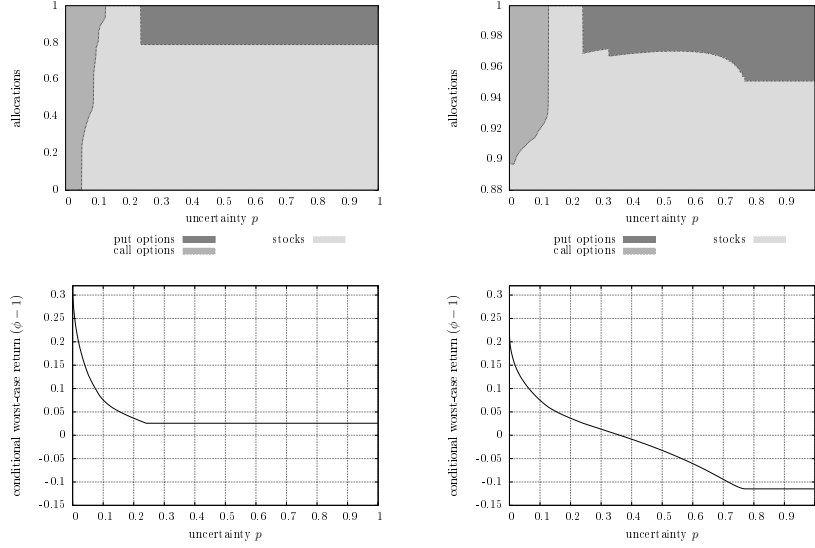 allocations
1
0.8
0.6
0.4
0.2
0
0 0.1 0.2 0.3 0.4 0.5 0.6 0.7 0.8 0.9 1
uncertainty p
put options
call options
stocks
allocations
1
0.98
0.96
0.94
0.92
0.9
0.88
0 0.1 0.2 0.3 0.4 0.5 0.6 0.7 0.8 0.9
uncertainty p
put options
call options
stocks
conditional worst-case return (ϕ − 1)
0.3
0.25
0.2
0.15
0.1
0.05
0
-0.05
-0.1
-0.15
0 0.1 0.2 0.3 0.4 0.5 0.6 0.7 0.8 0.9 1
uncertainty p
conditional worst-case return (ϕ − 1)
0.3
0.25
0.2
0.15
0.1
0.05
0
-0.05
-0.1
-0.15
0 0.1 0.2 0.3 0.4 0.5 0.6 0.7 0.8 0.9
uncertainty p